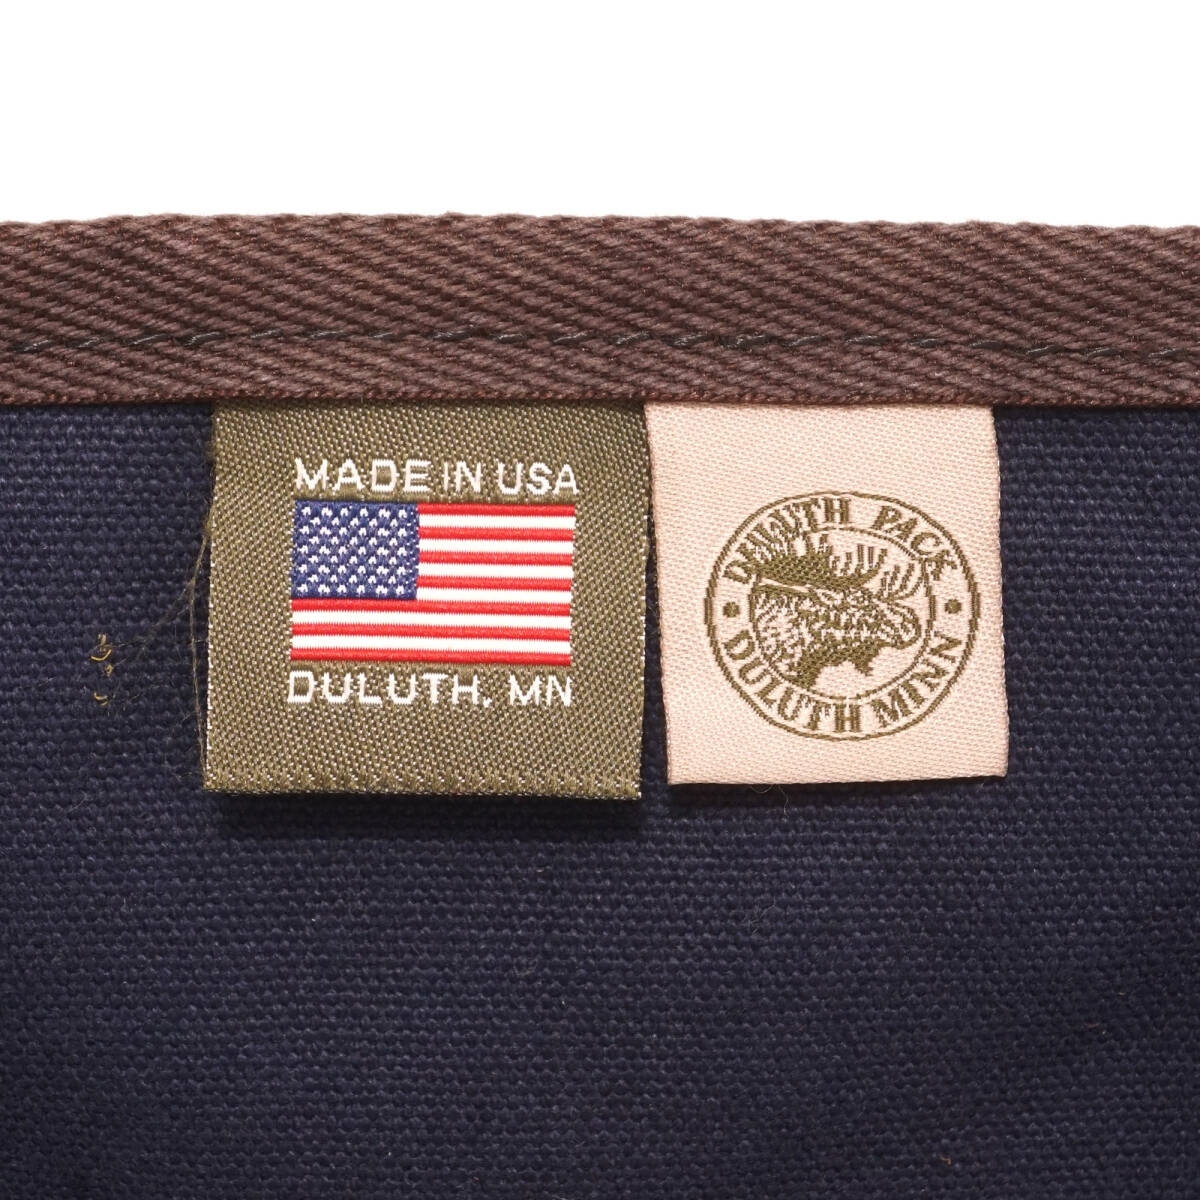 MADE IN USA
DULUTH, MN
DULUTH PACK
• DULUTH MINN •